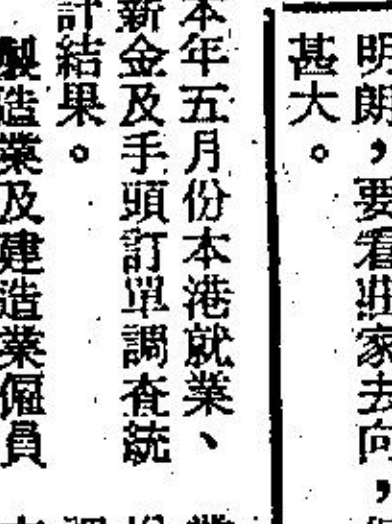 明朗，要看莊家去向，
甚大。
本年五月份本港就業、
新金及手頭訂單調查統
計結果。
製造業及建造業僱員